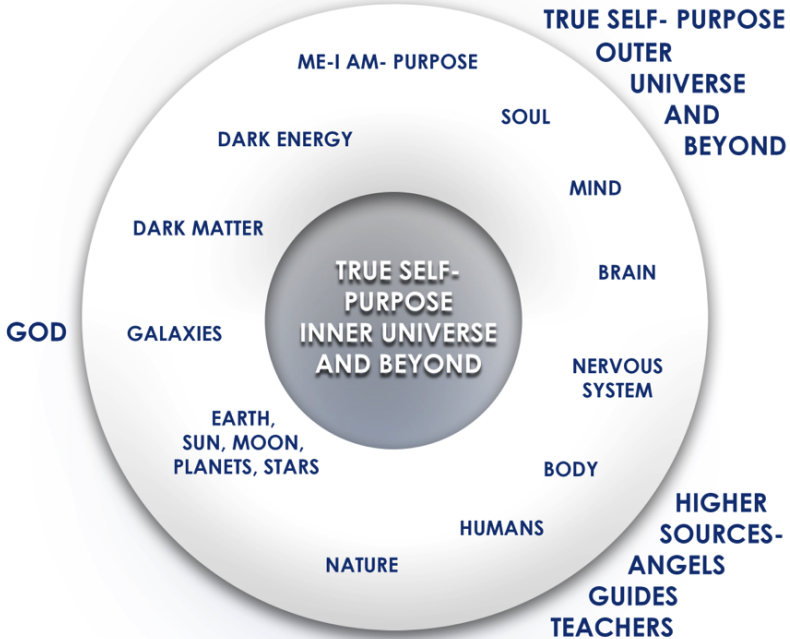 TRUE SELF- PURPOSE
OUTER
UNIVERSE
AND
BEYOND
ME-I AM- PURPOSE
SOUL
DARK ENERGY
MIND
DARK MATTER
BRAIN
TRUE SELF-
PURPOSE
INNER UNIVERSE
AND BEYOND
GOD
GALAXIES
NERVOUS
SYSTEM
EARTH,
SUN, MOON,
PLANETS, STARS
BODY
HUMANS
NATURE
HIGHER
SOURCES-
ANGELS
GUIDES
TEACHERS